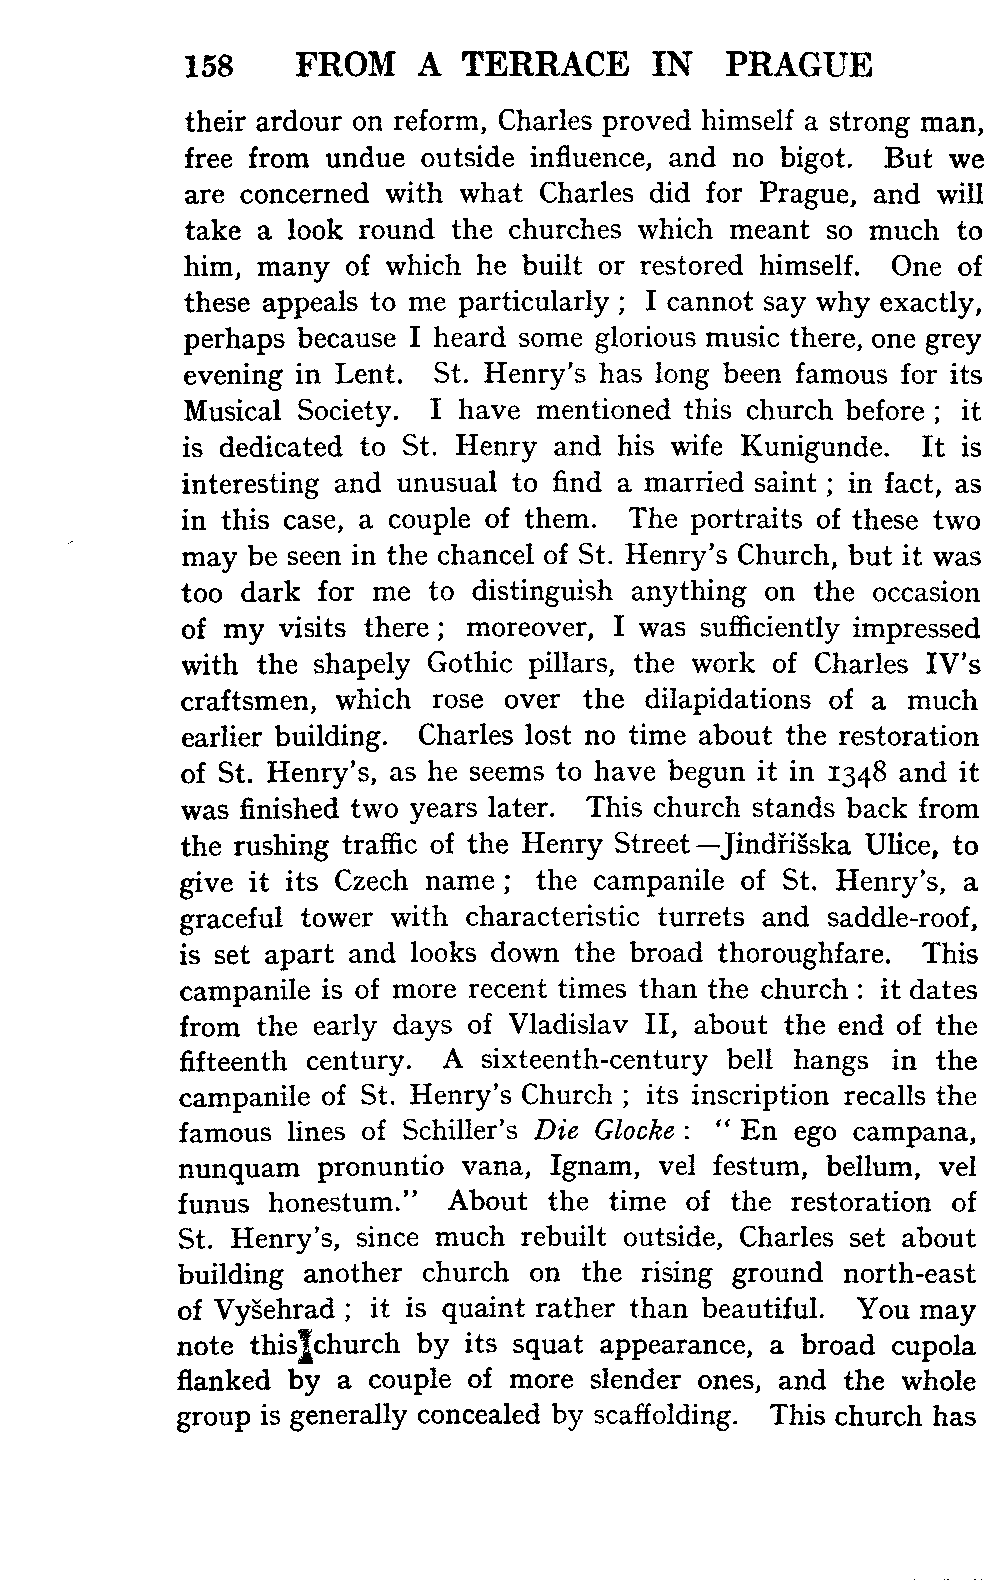 158 FROM A TERRACE IN PRAGUE
their ardour on reform, Charles proved himself a strong man,
free from undue outside influence, and no bigot. But we
are concerned with what Charles did for Prague, and will
take a look round the churches which meant so much to
him, many of which he built or restored himself. One of
these appeals to me particularly ; I cannot say why exactly,
perhaps because I heard some glorious music there, one grey
evening in Lent. St. Henry's has long been famous for its
Musical Society. I have mentioned this church before ; it
is dedicated to St. Henry and his wife Kunigunde. It is
interesting and unusual to find a married saint ; in fact, as
in this case, a couple of them. The portraits of these two
may be seen in the chancel of St. Henry's Church, but it was
too dark for me to distinguish anything on the occasion
of my visits there ; moreover, I was sufficiently impressed
with the shapely Gothic pillars, the work of Charles IV's
craftsmen, which rose over the dilapidations of a much
earlier building. Charles lost no time about the restoration
of St. Henry's, as he seems to have begun it in 1348 and it
was finished two years later. This church stands back from
the rushing traffic of the Henry Street—Jindřišska Ulice, to
give it its Czech name ; the campanile of St. Henry's, a
graceful tower with characteristic turrets and saddle-roof,
is set apart and looks down the broad thoroughfare. This
campanile is of more recent times than the church : it dates
from the early days of Vladislav II, about the end of the
fifteenth century. A sixteenth-century bell hangs in the
campanile of St. Henry's Church ; its inscription recalls the
famous lines of Schiller's Die Glocke : “ En ego campana,
nunquam pronuntio vana, Ignam, vel festum, bellum, vel
funus honestum.” About the time of the restoration of
St. Henry's, since much rebuilt outside, Charles set about
building another church on the rising ground north-east
of Vyšehrad ; it is quaint rather than beautiful. You may
note this church by its squat appearance, a broad cupola
flanked by a couple of more slender ones, and the whole
group is generally concealed by scaffolding. This church has